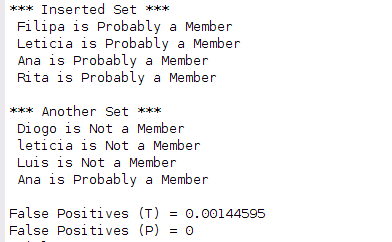 *** Inserted Set ***
Filipa is Probably a Member
Leticia is Probably a Member
Ana is Probably a Member
Rita is Probably a Member
*** Another Set ***
Diogo is Not a Member
leticia is Not a Member
Luis is Not a Member
Ana is Probably a Member
False Positives (T) = 0.00144595
False Positives (P) = 0